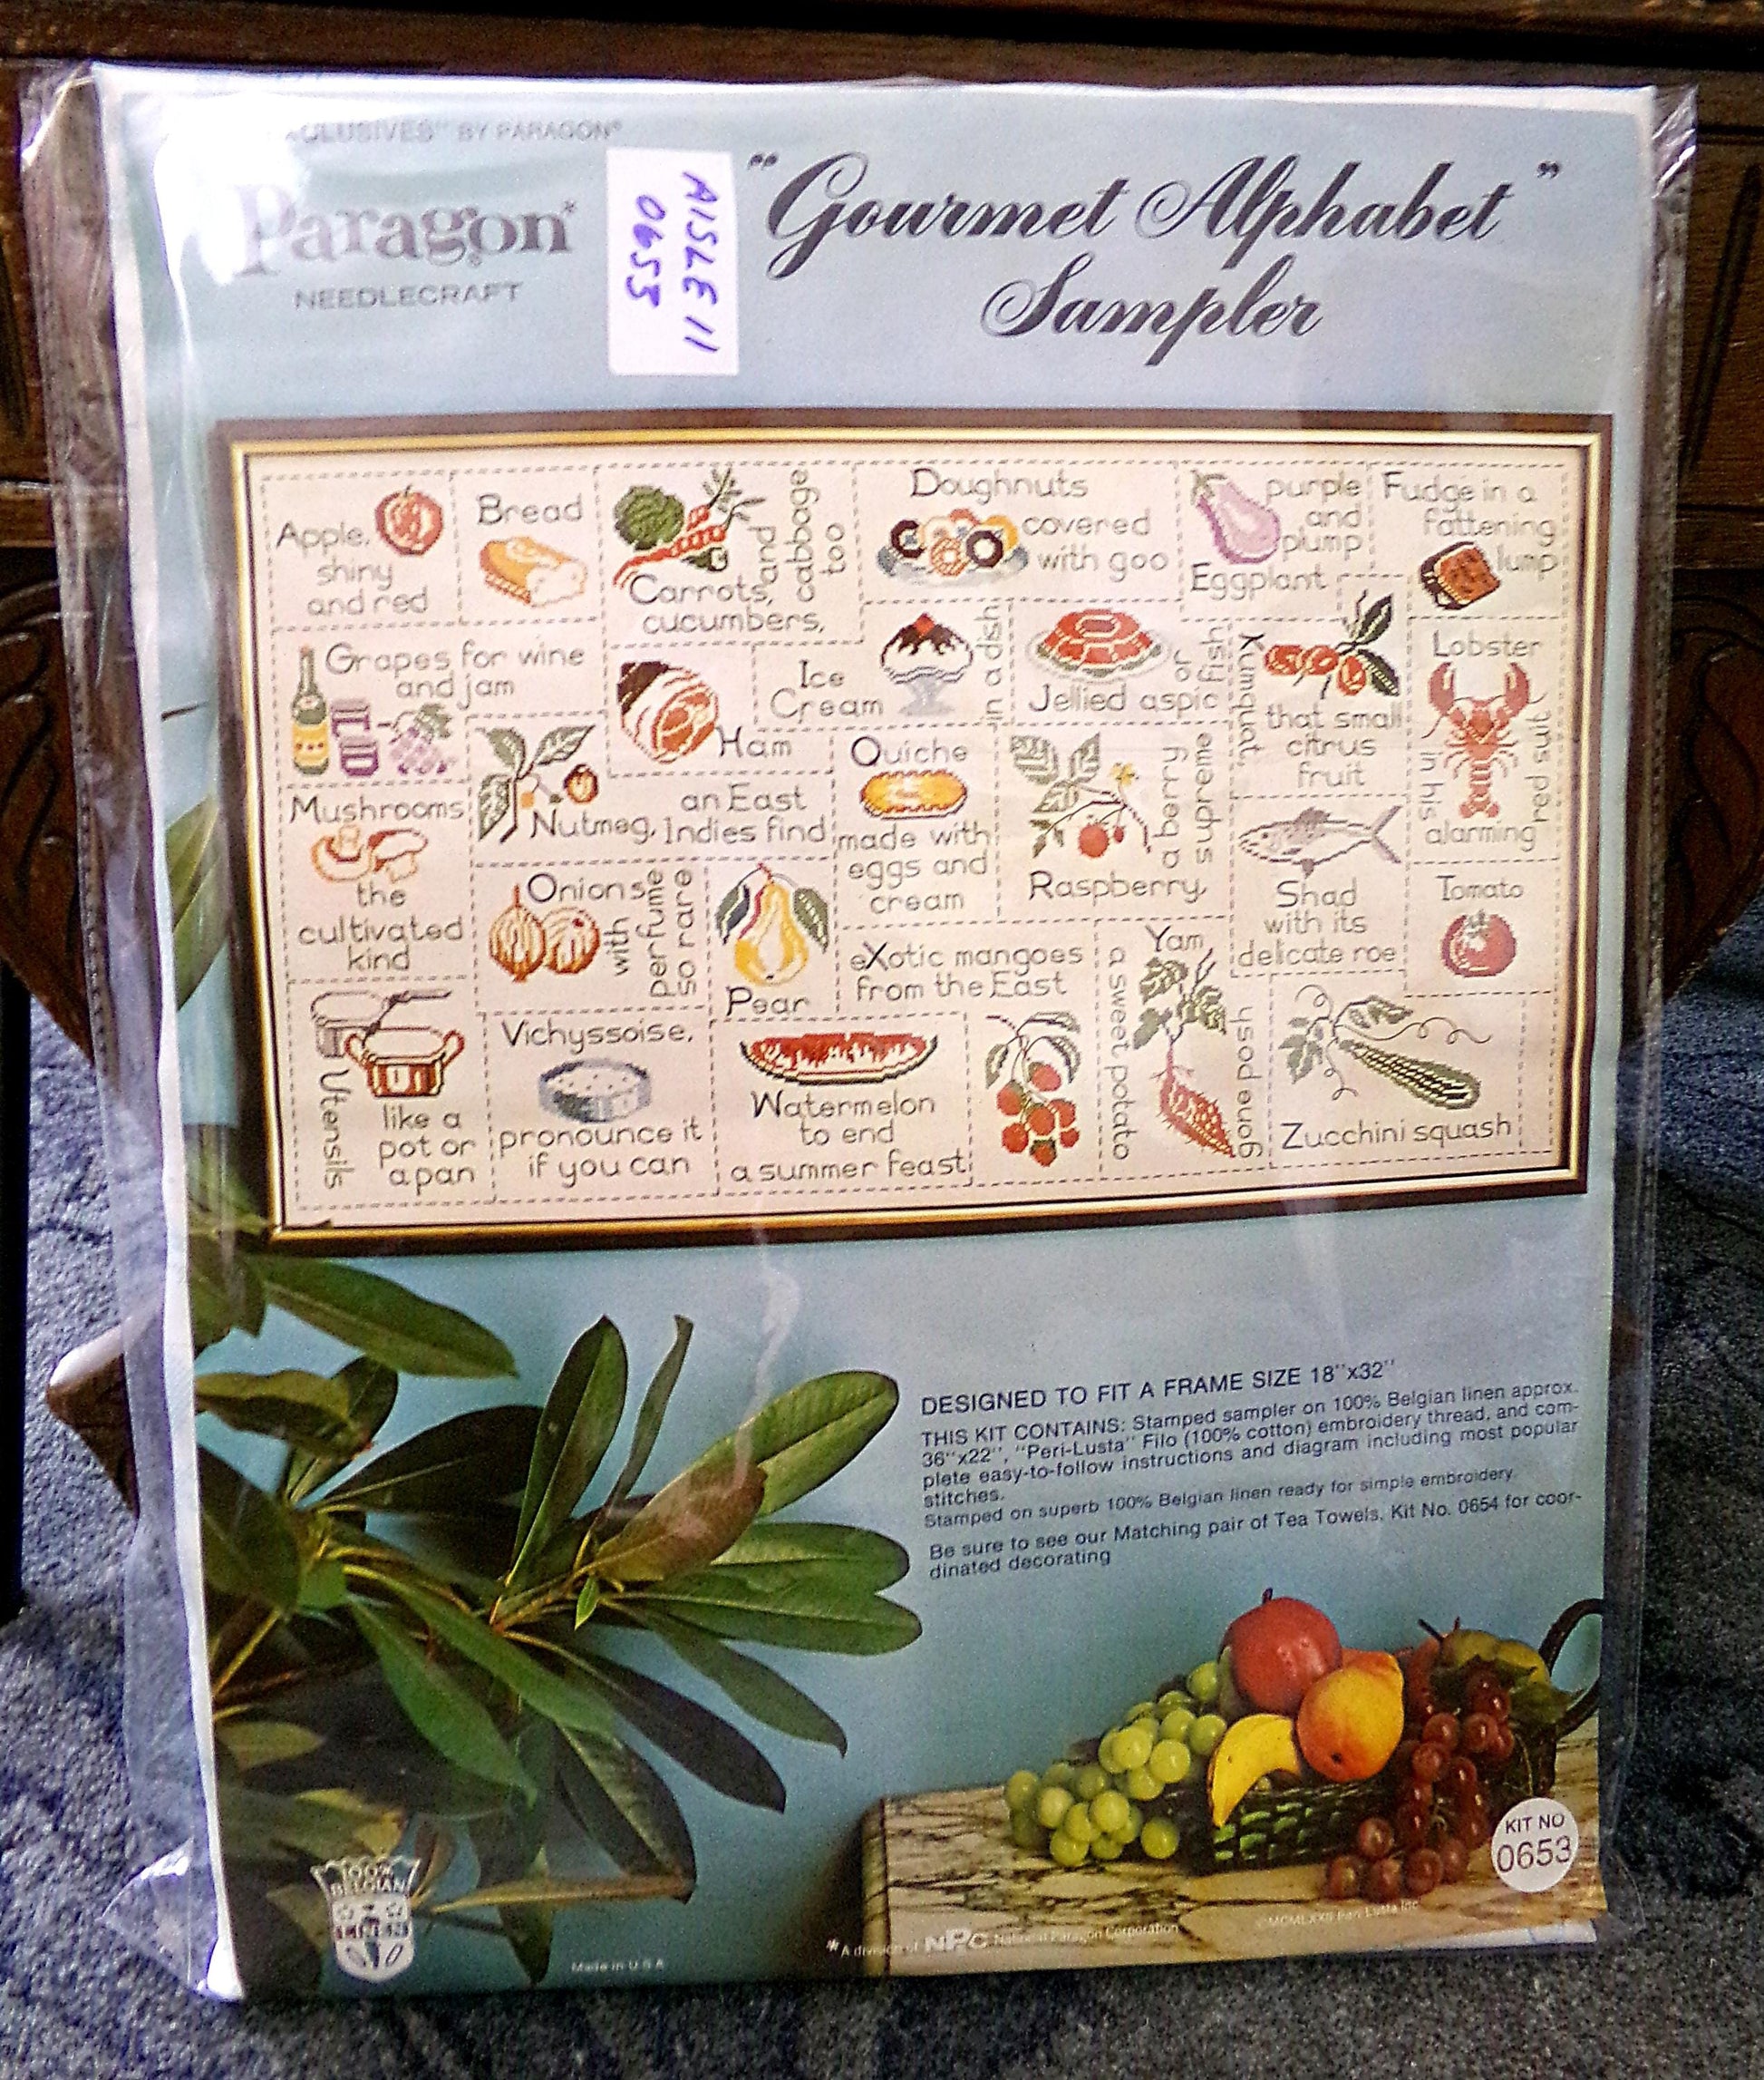 EXCLUSIVES" BY PARAGON®
Paragon*
NEEDLECRAFT
AISLE 11
0653
"Gourmet Alphabet"
Sampler
Apple,
shiny
and red
Bread
Carrots,
cucumbers,
and
cabbage
too
Doughnuts
covered
with goo
purple
and
plump
Eggplant
Fudge in a
fattening
lump
Grapes for wine
and jam
Ham
Ice
Cream
in a dish
Jellied aspic
or
fish
Kumquat,
that small
citrus
fruit
Lobster
in his
alarming
red suit
Mushrooms
the
cultivated
kind
Nutmeg,
an East
Indies find
Onions
with
perfume
so rare
Pear
Quiche
made with
eggs and
cream
Raspberry,
a berry
supreme
Shad
with its
delicate roe
Tomato
Utensils
like a
pot or
a pan
Vichyssoise,
pronounce it
if you can
Watermelon
to end
a summer feast
eXotic mangoes
from the East
Yam,
a sweet potato
gone posh
Zucchini squash
DESIGNED TO FIT A FRAME SIZE 18"x32"
THIS KIT CONTAINS: Stamped sampler on 100% Belgian linen approx.
36"x22", "Peri-Lusta" Filo (100% cotton) embroidery thread, and com-
plete easy-to-follow instructions and diagram including most popular
stitches.
Stamped on superb 100% Belgian linen ready for simple embroidery.
Be sure to see our Matching pair of Tea Towels, Kit No. 0654 for coor-
dinated decorating
KIT NO
0653
100%
BELGIAN
LINEN
Made in U.S.A.
*A division of NPC National Paragon Corporation
Peri-Lusta Inc.